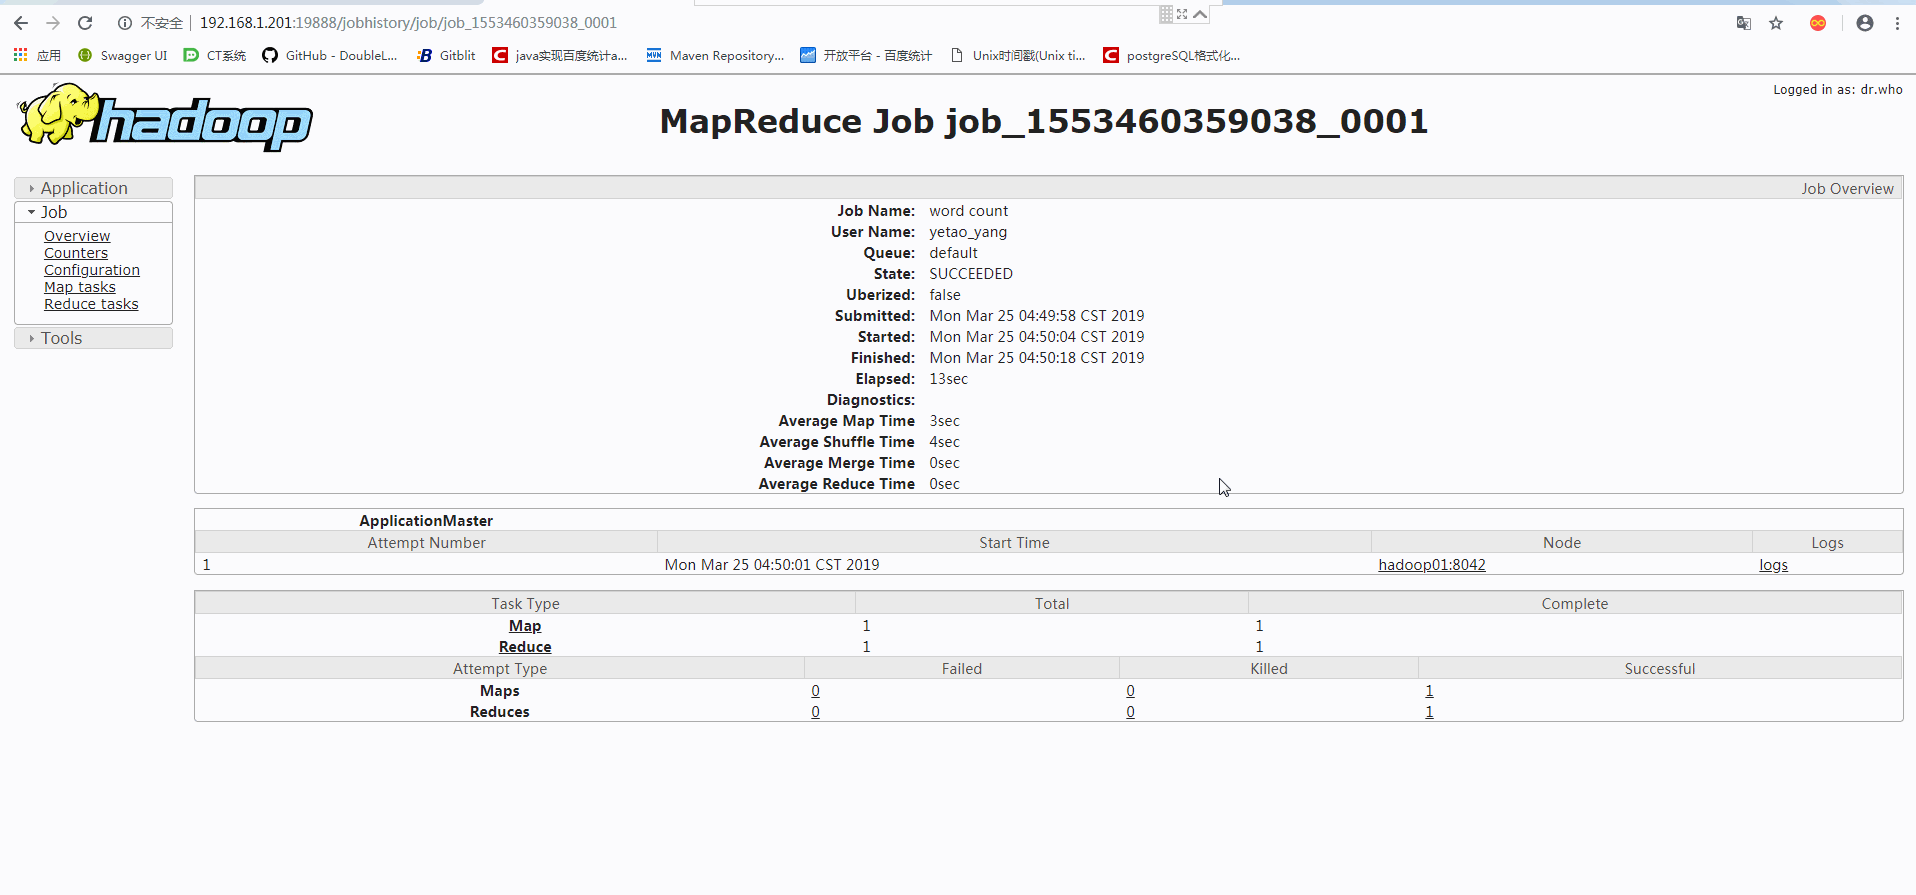 不安全 | 192.168.1.201:19888/jobhistory/job/job_1553460359038_0001
应用 Swagger UI CT系统 GitHub - DoubleL... Gitblit java实现百度统计a... Maven Repository... 开放平台 - 百度统计 Unix时间戳(Unix ti... postgreSQL格式化...
Logged in as: dr.who
hadoop
MapReduce Job job_1553460359038_0001
Application
Job
Overview
Counters
Configuration
Map tasks
Reduce tasks
Tools
Job Overview
Job Name: word count
User Name: yetao_yang
Queue: default
State: SUCCEEDED
Uberized: false
Submitted: Mon Mar 25 04:49:58 CST 2019
Started: Mon Mar 25 04:50:04 CST 2019
Finished: Mon Mar 25 04:50:18 CST 2019
Elapsed: 13sec
Diagnostics:
Average Map Time 3sec
Average Shuffle Time 4sec
Average Merge Time 0sec
Average Reduce Time 0sec
ApplicationMaster
Attempt Number Start Time Node Logs
1 Mon Mar 25 04:50:01 CST 2019 hadoop01:8042 logs
Task Type Total Complete
Map 1 1
Reduce 1 1
Attempt Type Failed Killed Successful
Maps 0 0 1
Reduces 0 0 1